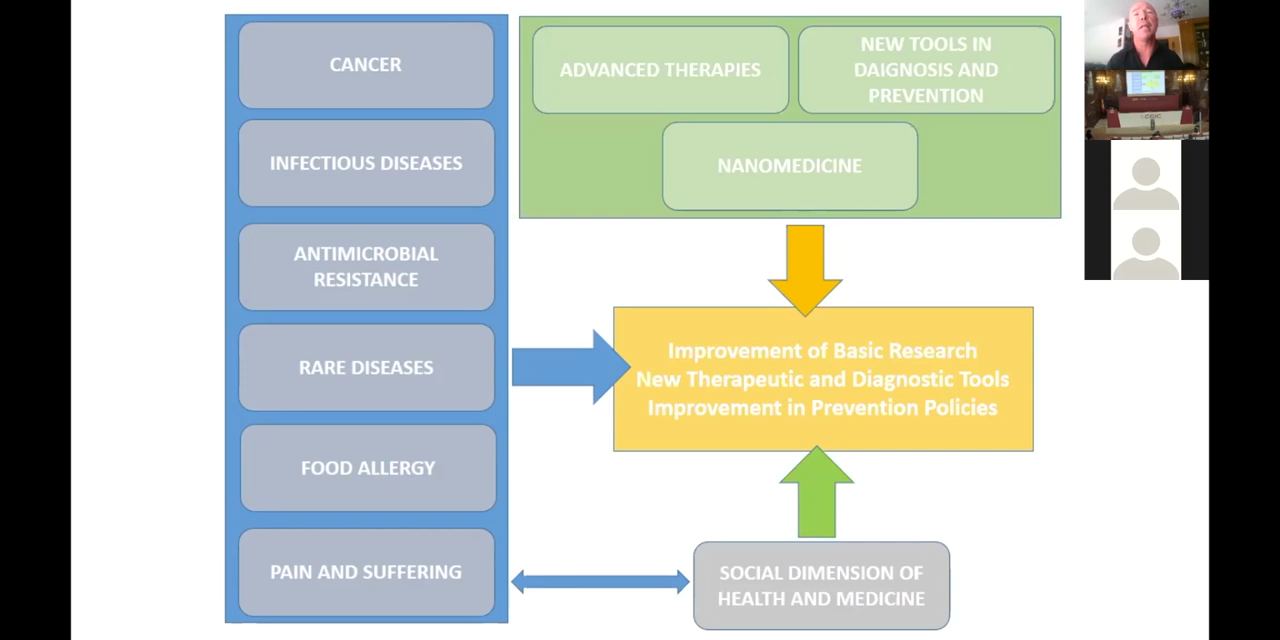 CANCER
INFECTIOUS DISEASES
ANTIMICROBIAL
RESISTANCE
RARE DISEASES
FOOD ALLERGY
PAIN AND SUFFERING
ADVANCED THERAPIES
NEW TOOLS IN
DAIGNOSIS AND
PREVENTION
NANOMEDICINE
Improvement of Basic Research
New Therapeutic and Diagnostic Tools
Improvement in Prevention Policies
SOCIAL DIMENSION OF
HEALTH AND MEDICINE
CSIC